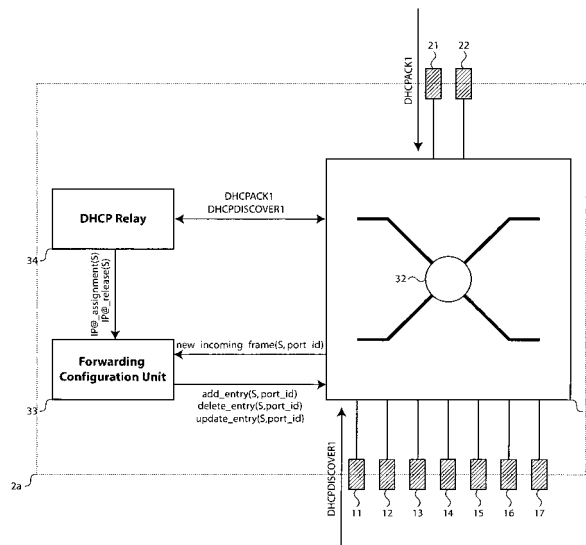 21
22
DHCPACK1
DHCPACK1
DHCPDISCOVER1
DHCP Relay
34
32
IP@_assignment(S)
IP@_release(S)
new_incoming_frame(S, port_id)
Forwarding
Configuration Unit
33
add_entry(S, port_id)
delete_entry(S,port_id)
update_entry(S,port_id)
DHCPDISCOVER1
2a
11
12
13
14
15
16
17